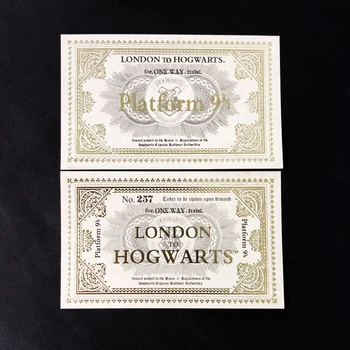 LONDON TO HOGWARTS.
for ONE WAY travel.
Platform 9¾
Issued subject to the Rules & Regulations of the
Hogwarts Express Railway Authorities
No. 257 Ticket to be shown upon demand
for ONE WAY travel.
Platform 9¾
LONDON
TO
HOGWARTS
Platform 9¾
Issued subject to the Rules & Regulations of the
Hogwarts Express Railway Authorities